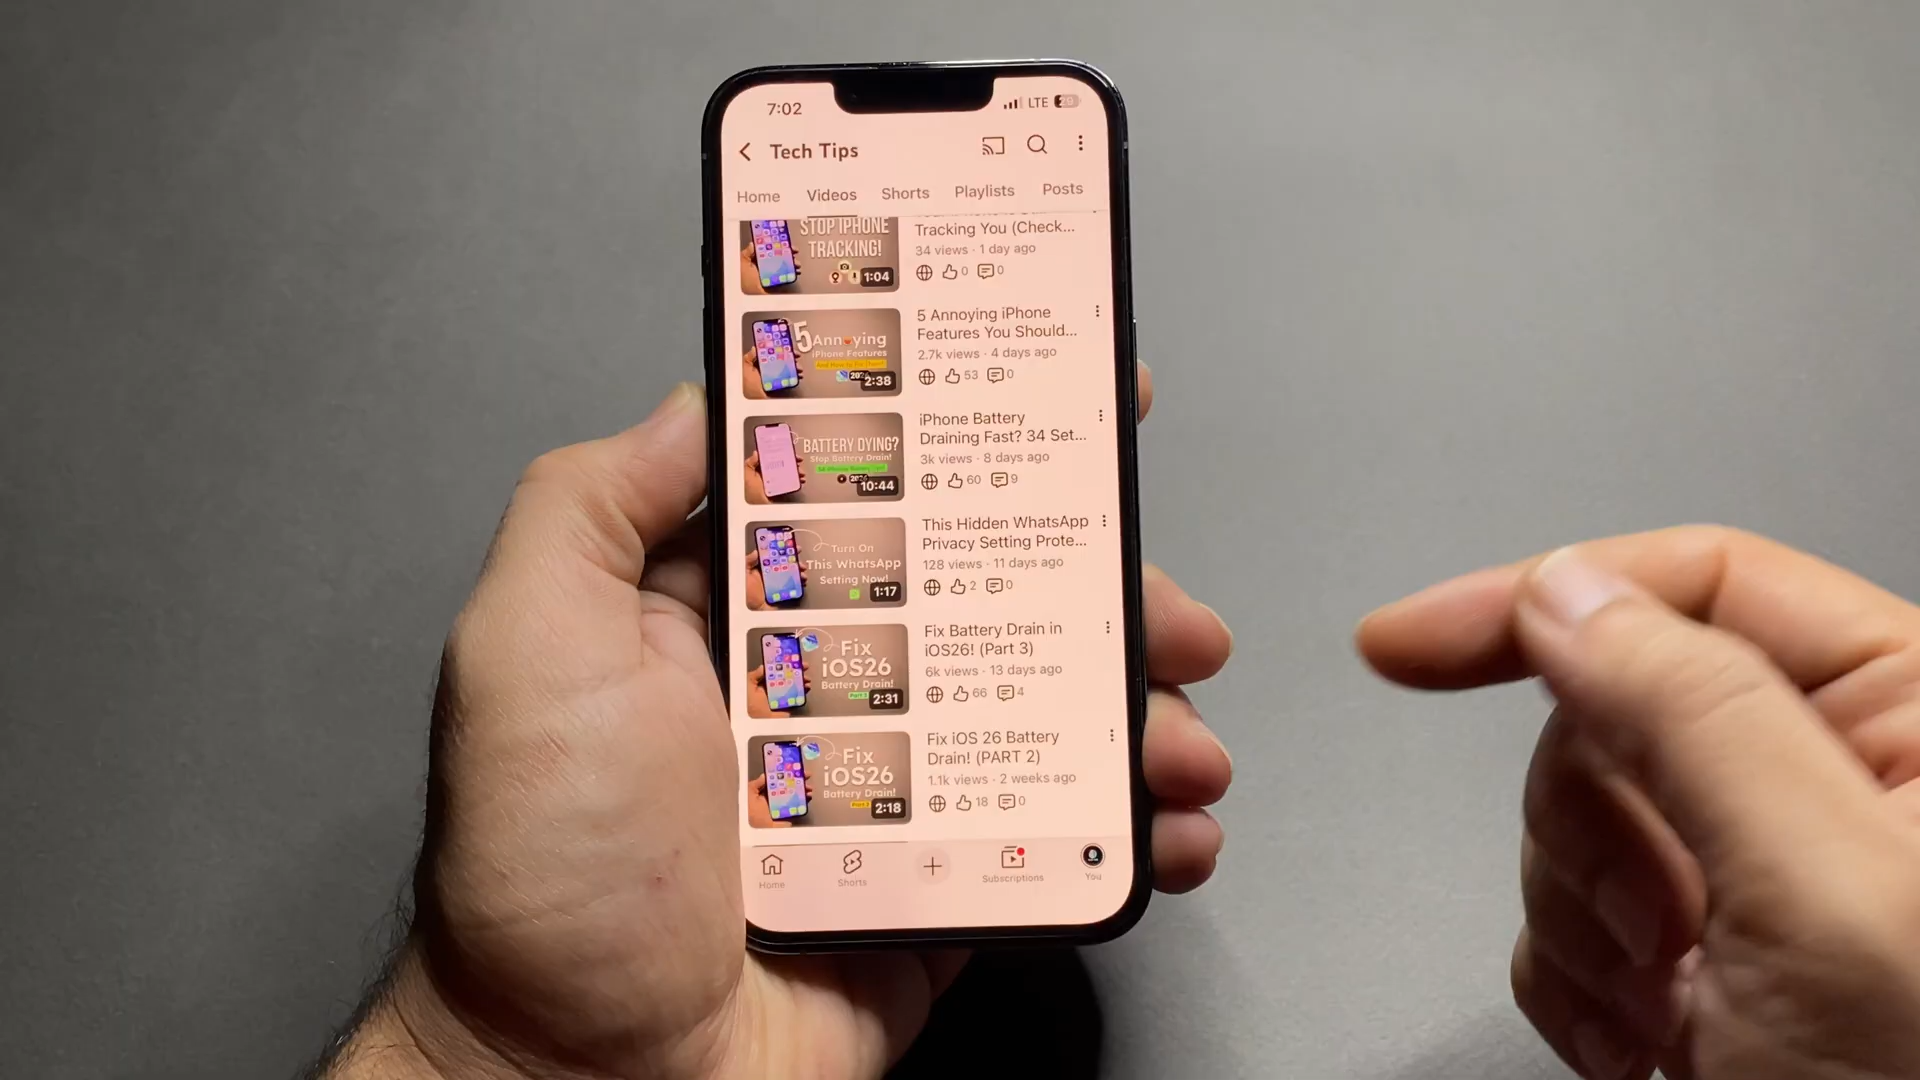 7:02
LTE
Tech Tips
Home Videos Shorts Playlists Posts
STOP IPHONE
TRACKING!
1:04
Tracking You (Check...
34 views · 1 day ago
0 0
5 Annoying
iPhone Features
2:38
5 Annoying iPhone
Features You Should...
2.7k views · 4 days ago
53 0
BATTERY DYING?
Stop Battery Drain!
10:44
iPhone Battery
Draining Fast? 34 Set...
3k views · 8 days ago
60 9
Turn On
This WhatsApp
Setting Now!
1:17
This Hidden WhatsApp
Privacy Setting Prote...
128 views · 11 days ago
2 0
Fix
iOS26
Battery Drain!
2:31
Fix Battery Drain in
iOS26! (Part 3)
6k views · 13 days ago
66 4
Fix
iOS26
Battery Drain!
2:18
Fix iOS 26 Battery
Drain! (PART 2)
1.1k views · 2 weeks ago
18 0
Home Shorts Subscriptions You